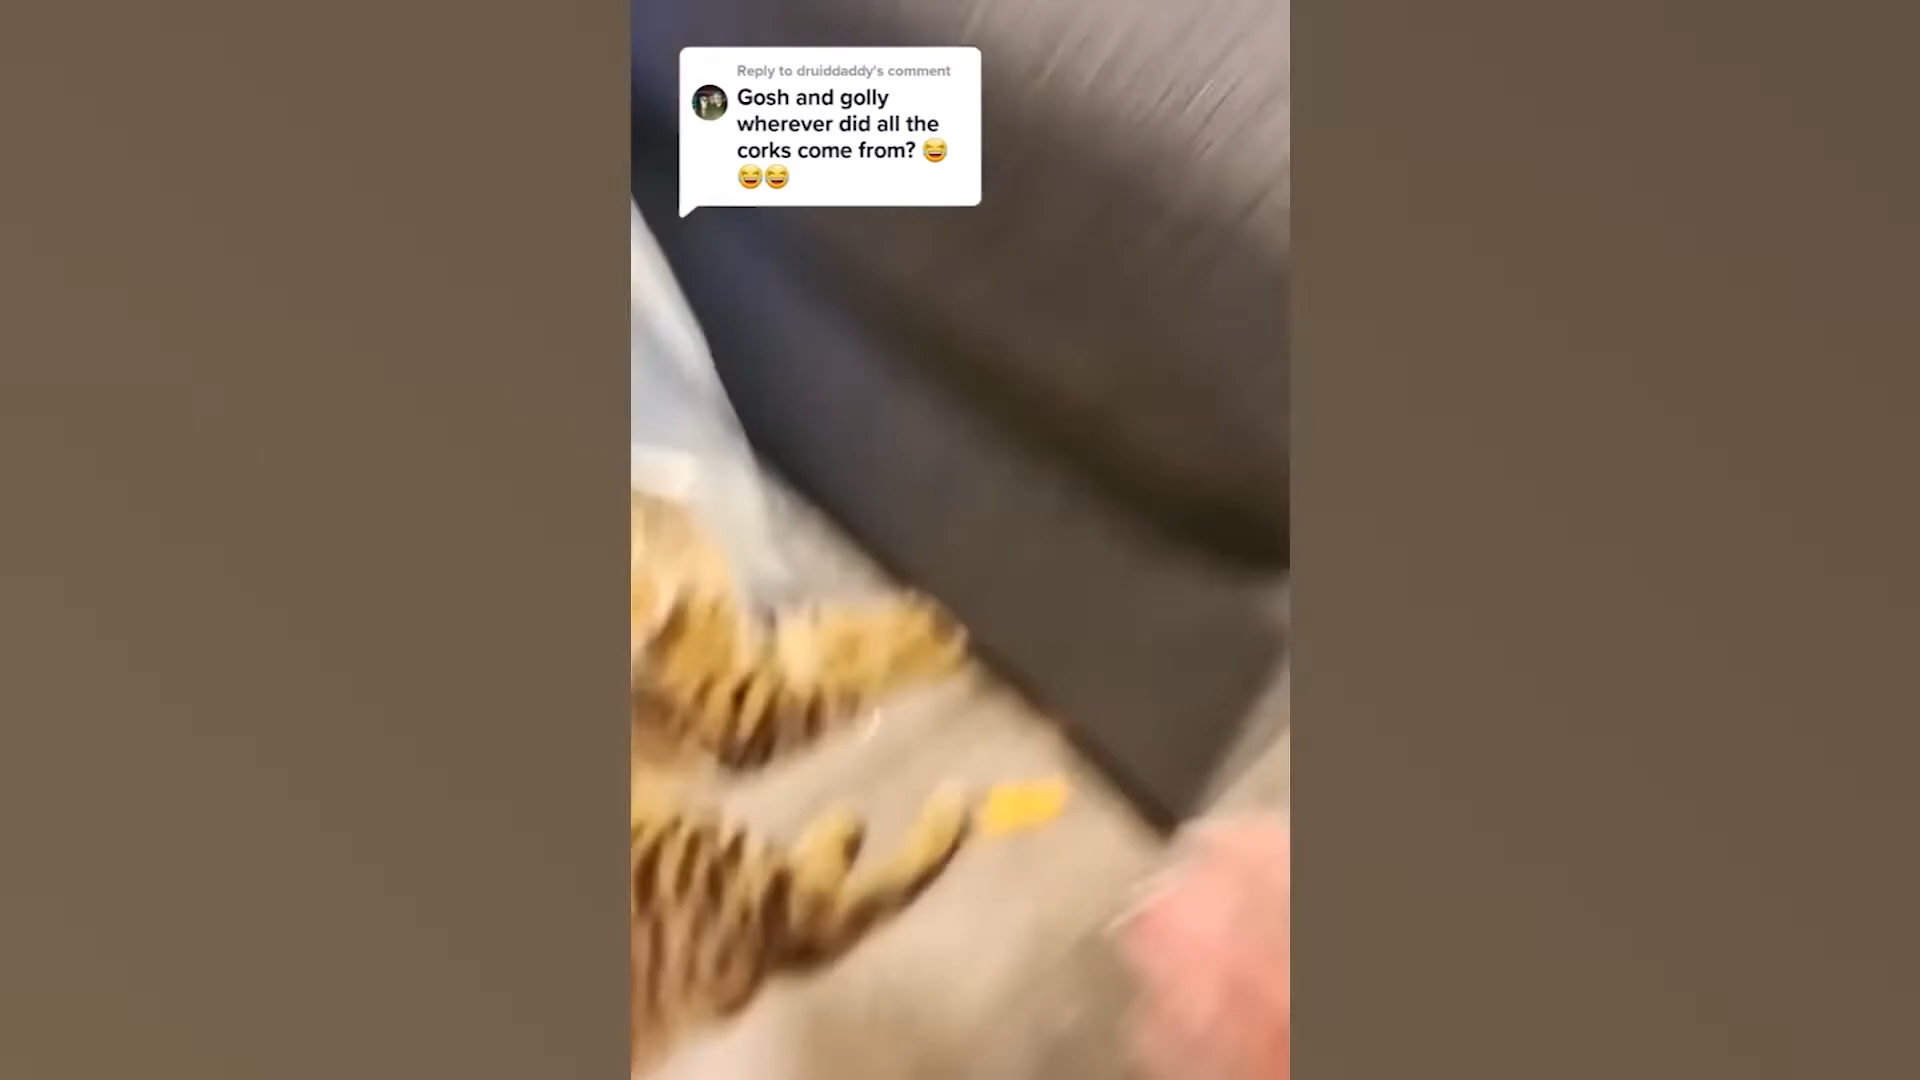 Reply to druiddaddy's comment
Gosh and golly
wherever did all the
corks come from? 😆
😆😆